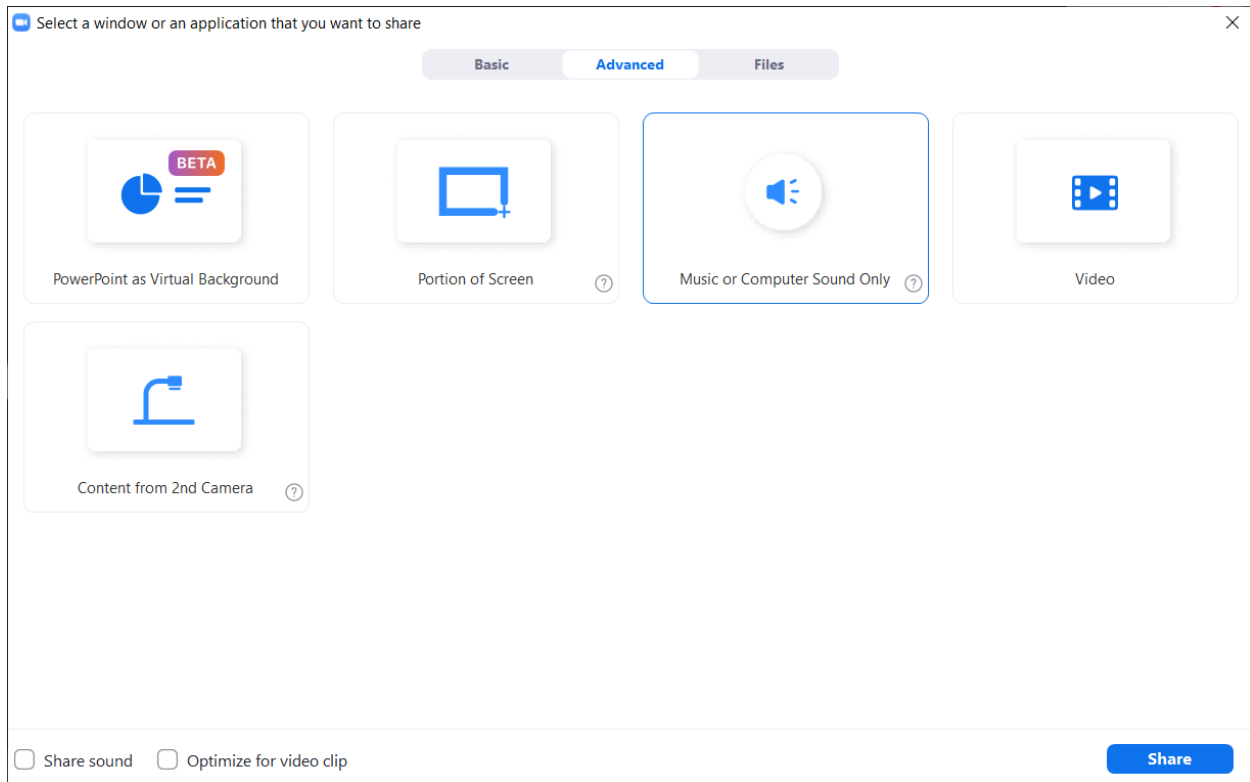 Select a window or an application that you want to share
Basic Advanced Files
BETA
PowerPoint as Virtual Background
Portion of Screen
?
Music or Computer Sound Only
?
Video
Content from 2nd Camera
?
Share sound
Optimize for video clip
Share